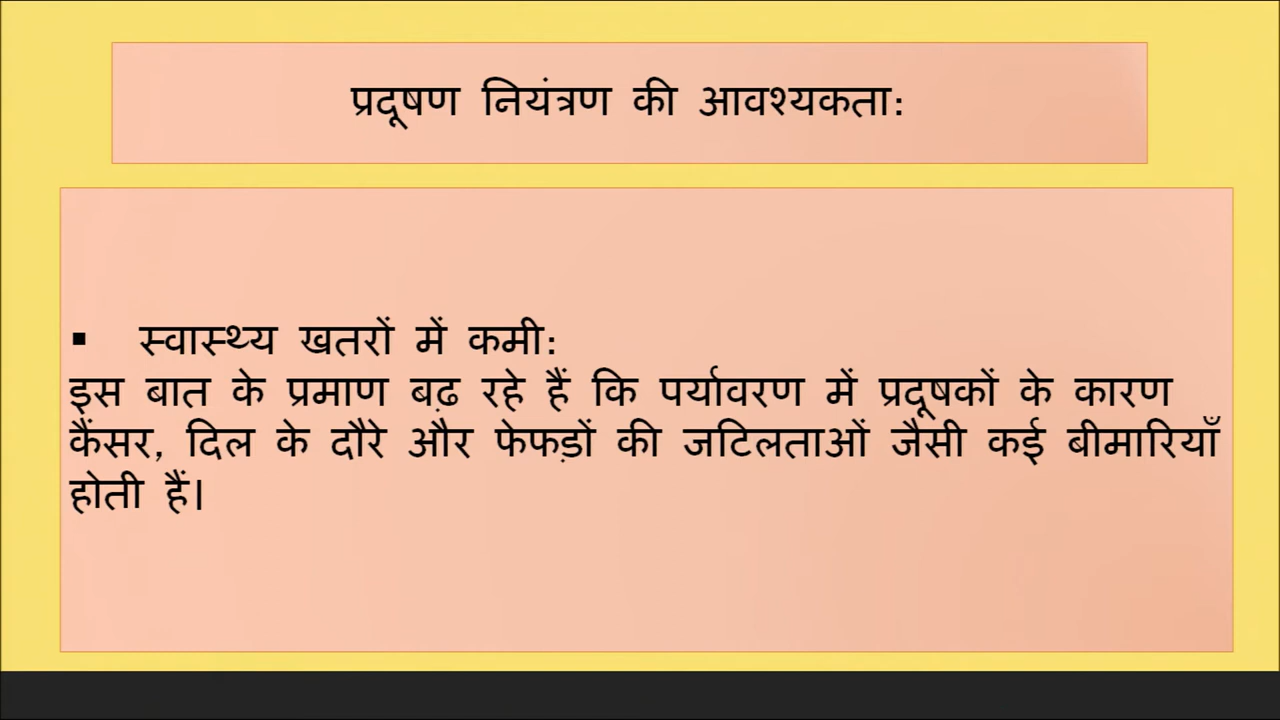 प्रदूषण नियंत्रण की आवश्यकता:
▪ स्वास्थ्य खतरों में कमी:
इस बात के प्रमाण बढ़ रहे हैं कि पर्यावरण में प्रदूषकों के कारण
कैंसर, दिल के दौरे और फेफड़ों की जटिलताओं जैसी कई बीमारियाँ
होती हैं।